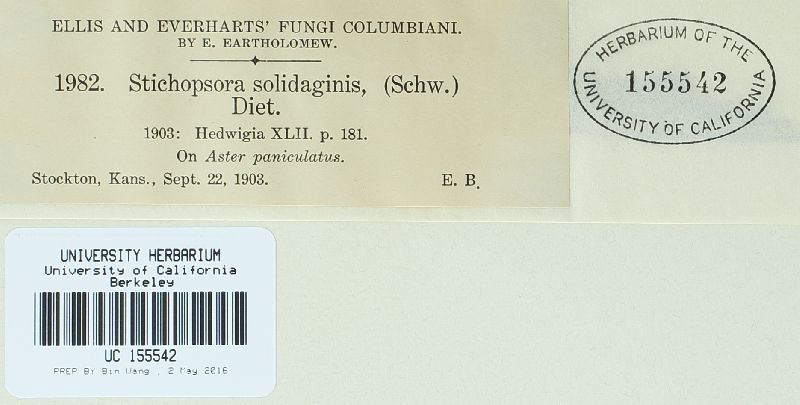 ELLIS AND EVERHARTS' FUNGI COLUMBIANI.
BY E. EARTHOLOMEW.
1982. Stichopsora solidaginis, (Schw.)
Diet.
1903: Hedwigia XLII. p. 181.
On Aster paniculatus.
Stockton, Kans., Sept. 22, 1903. E. B.
HERBARIUM OF THE
155542
UNIVERSITY OF CALIFORNIA
UNIVERSITY HERBARIUM
University of California
Berkeley
UC 155542
PREP BY Bin Wang , 2 May 2016